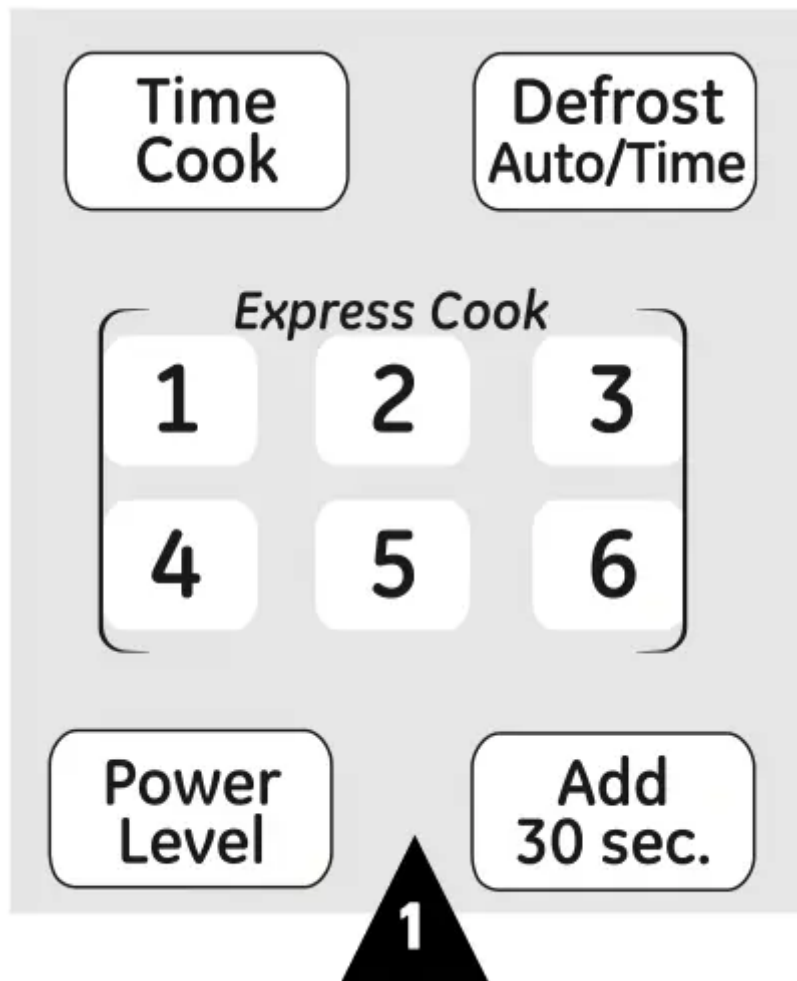 Time
Cook
Defrost
Auto/Time
Express Cook
1 2 3
4 5 6
Power
Level
Add
30 sec.
1